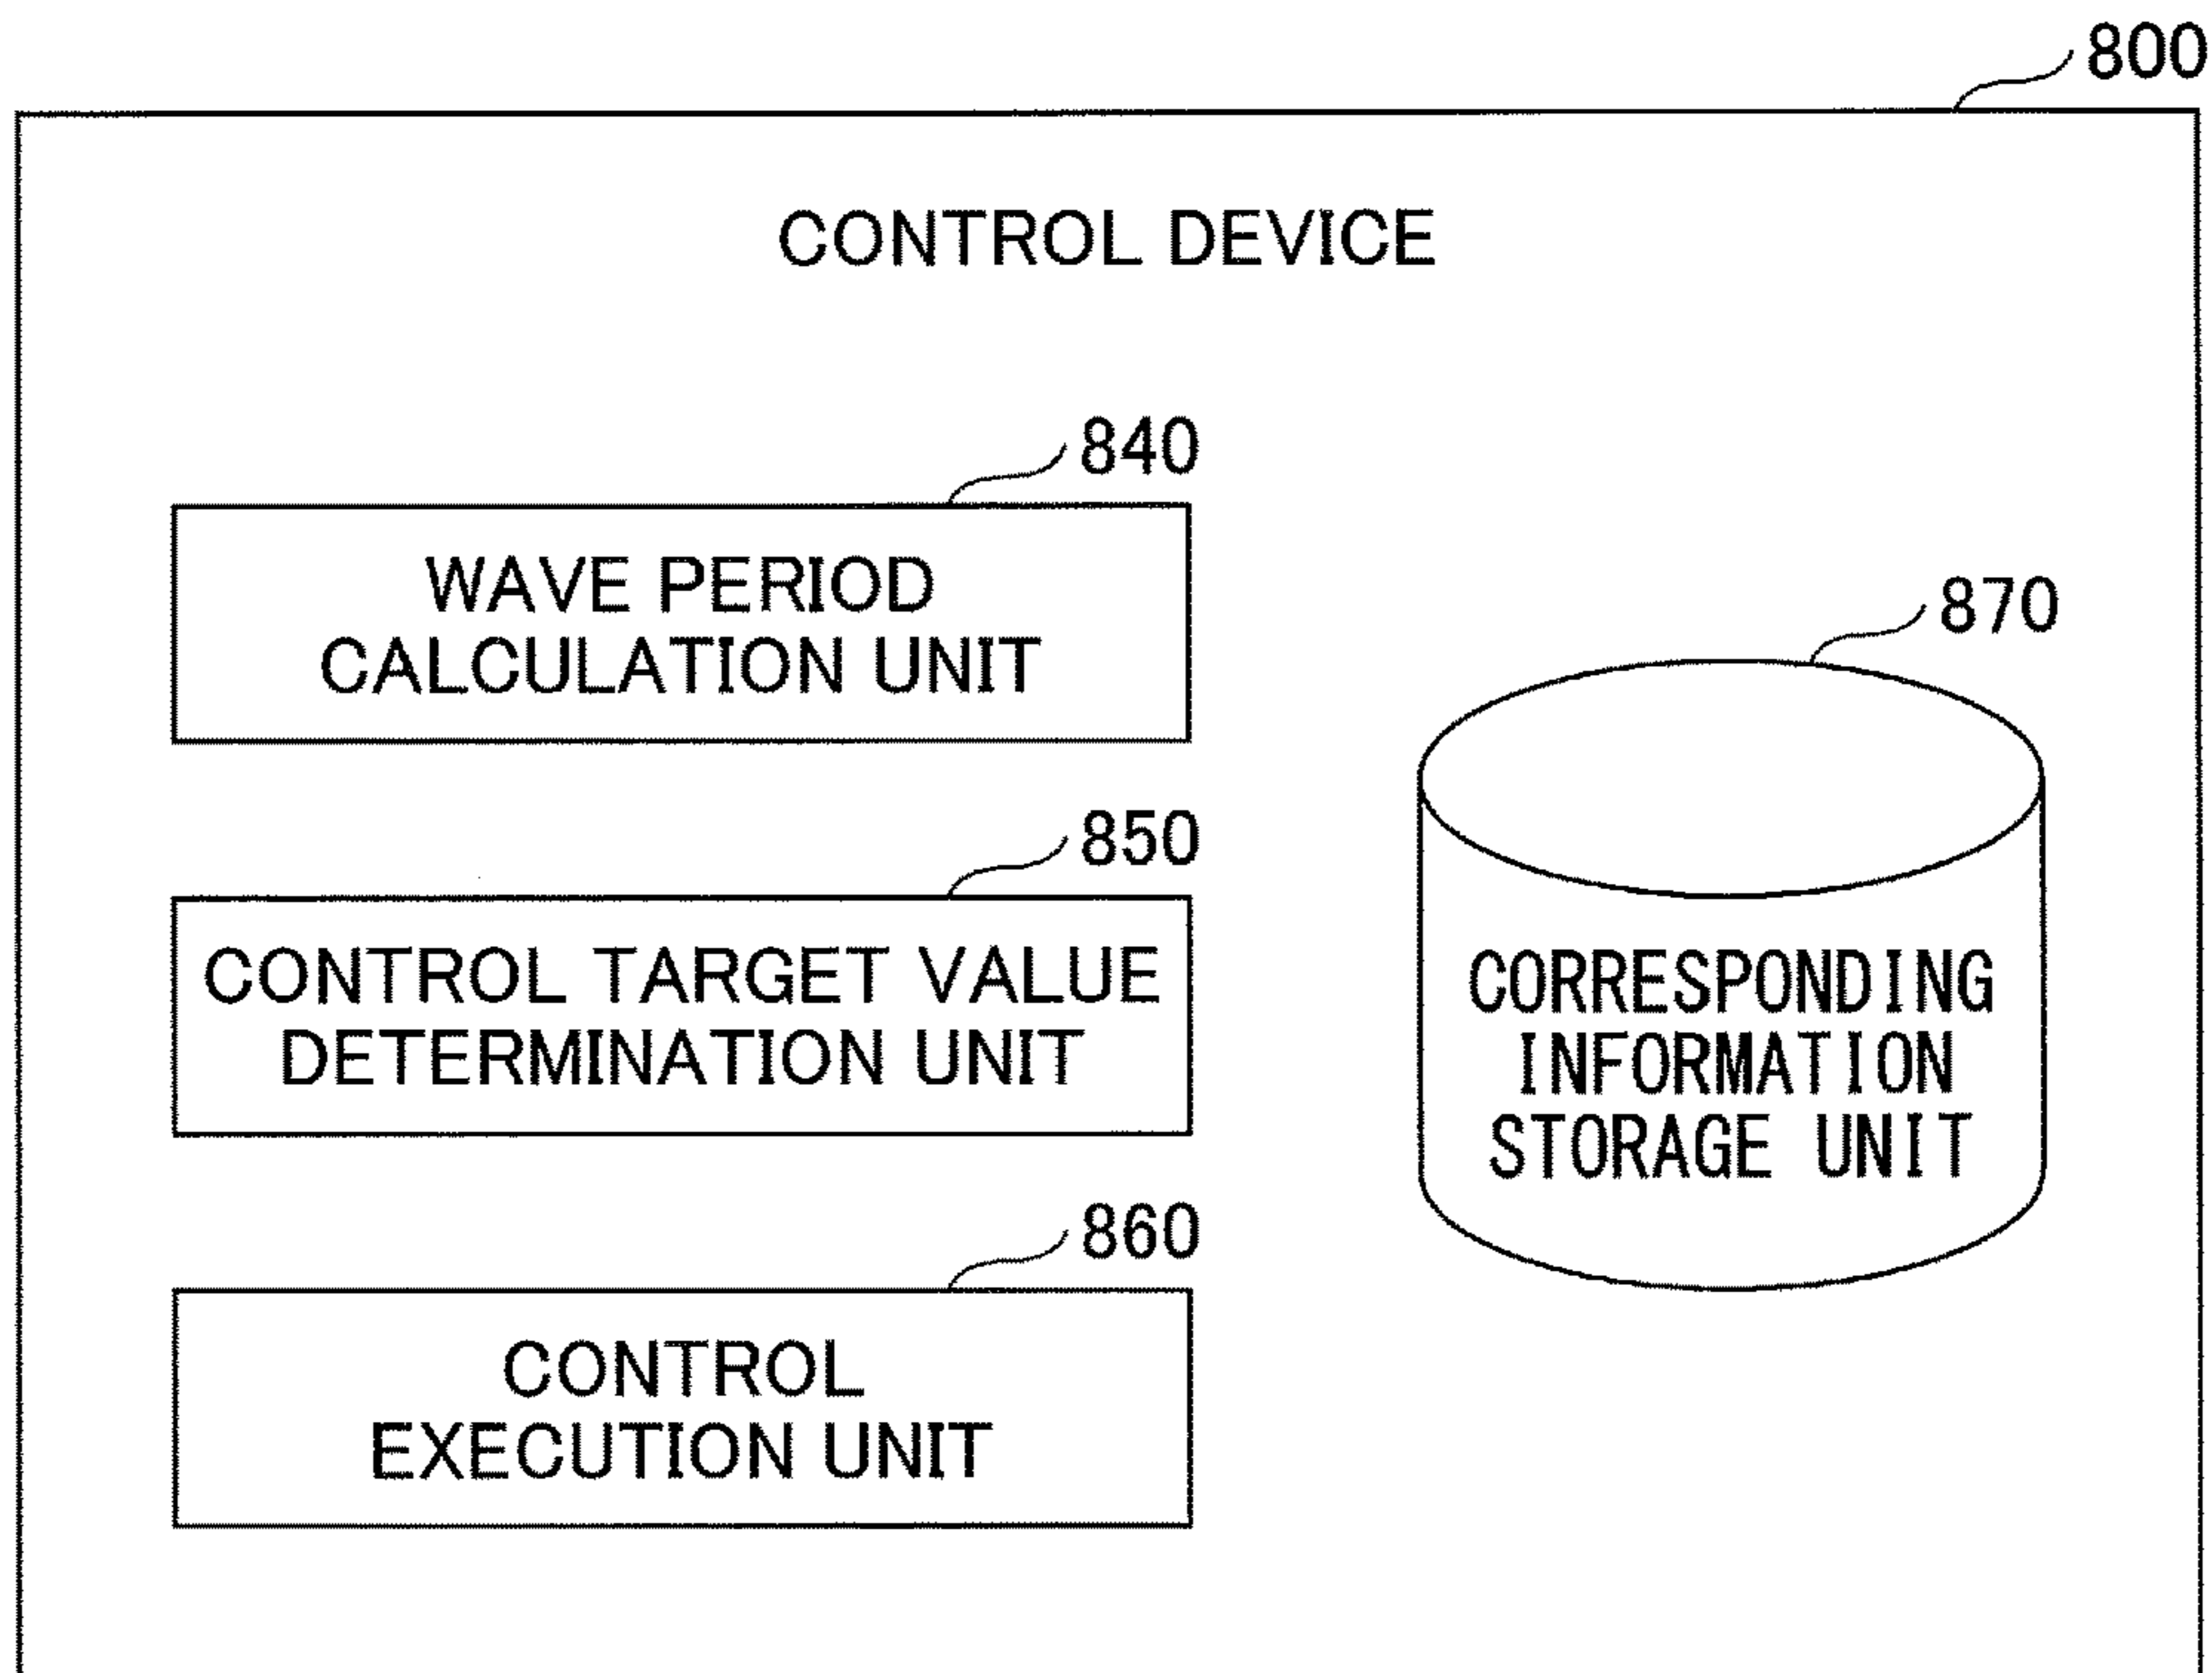 800
CONTROL DEVICE
840
WAVE PERIOD
CALCULATION UNIT
870
850
CONTROL TARGET VALUE
DETERMINATION UNIT
CORRESPONDING
INFORMATION
STORAGE UNIT
860
CONTROL
EXECUTION UNIT